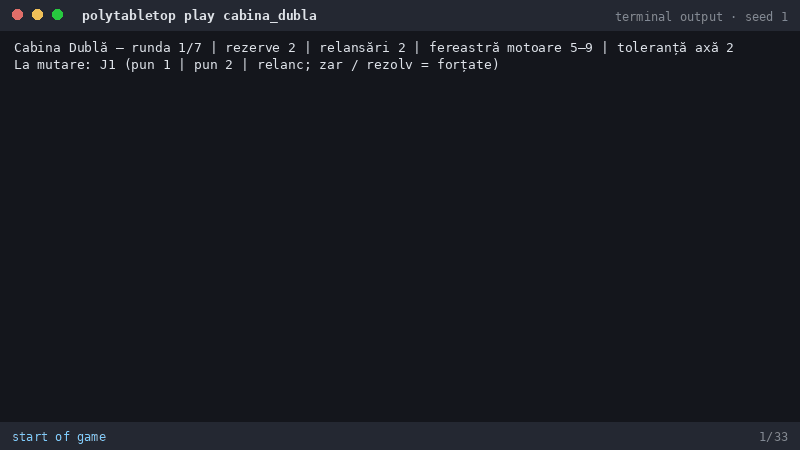 polytabletop play cabina_dubla
terminal output · seed 1
Cabina Dublă — runda 1/7 | rezerve 2 | relansări 2 | fereastră motoare 5–9 | toleranță axă 2
La mutare: J1 (pun 1 | pun 2 | relanc; zar / rezolv = forțate)
start of game
1/33